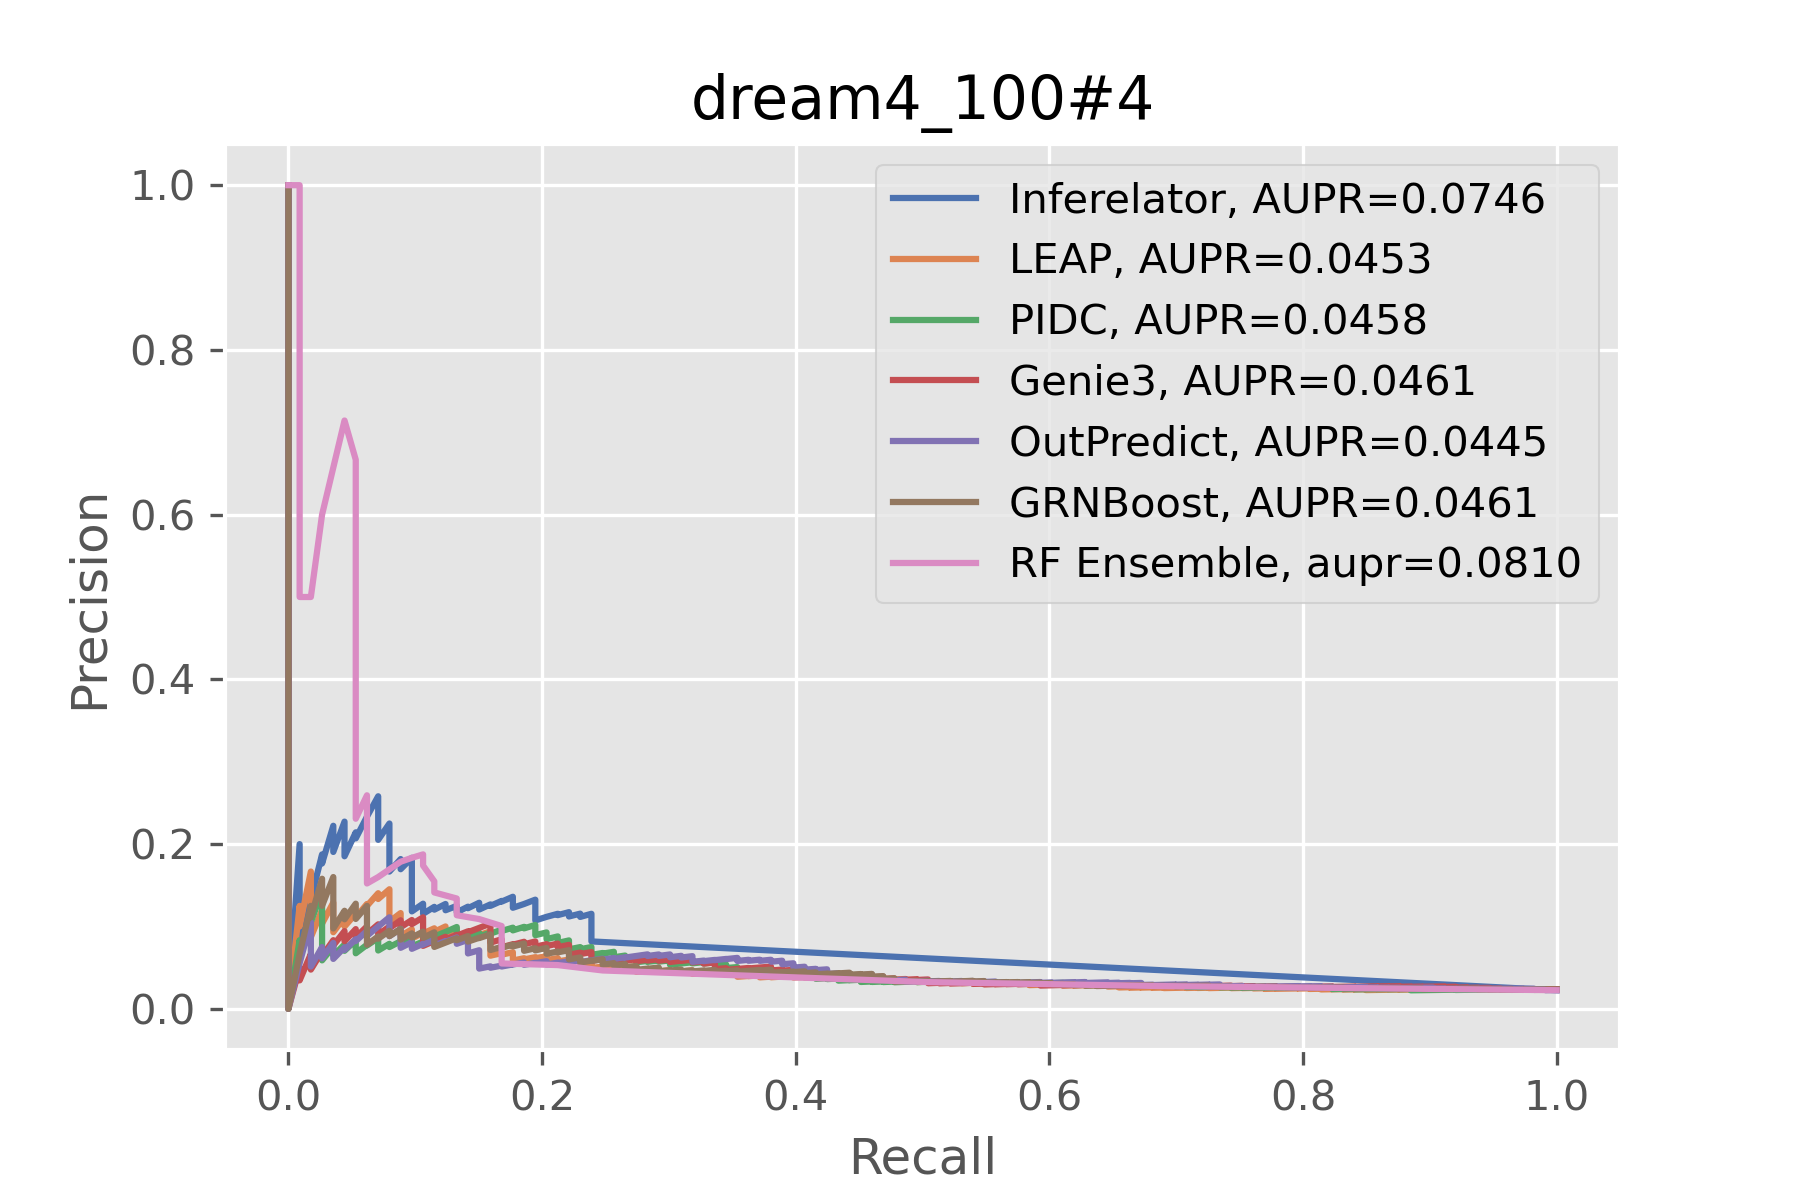 dream4_100#4
Inferelator, AUPR=0.0746
LEAP, AUPR=0.0453
PIDC, AUPR=0.0458
Genie3, AUPR=0.0461
OutPredict, AUPR=0.0445
GRNBoost, AUPR=0.0461
RF Ensemble, aupr=0.0810
Precision
1.0
0.8
0.6
0.4
0.2
0.0
0.0 0.2 0.4 0.6 0.8 1.0
Recall